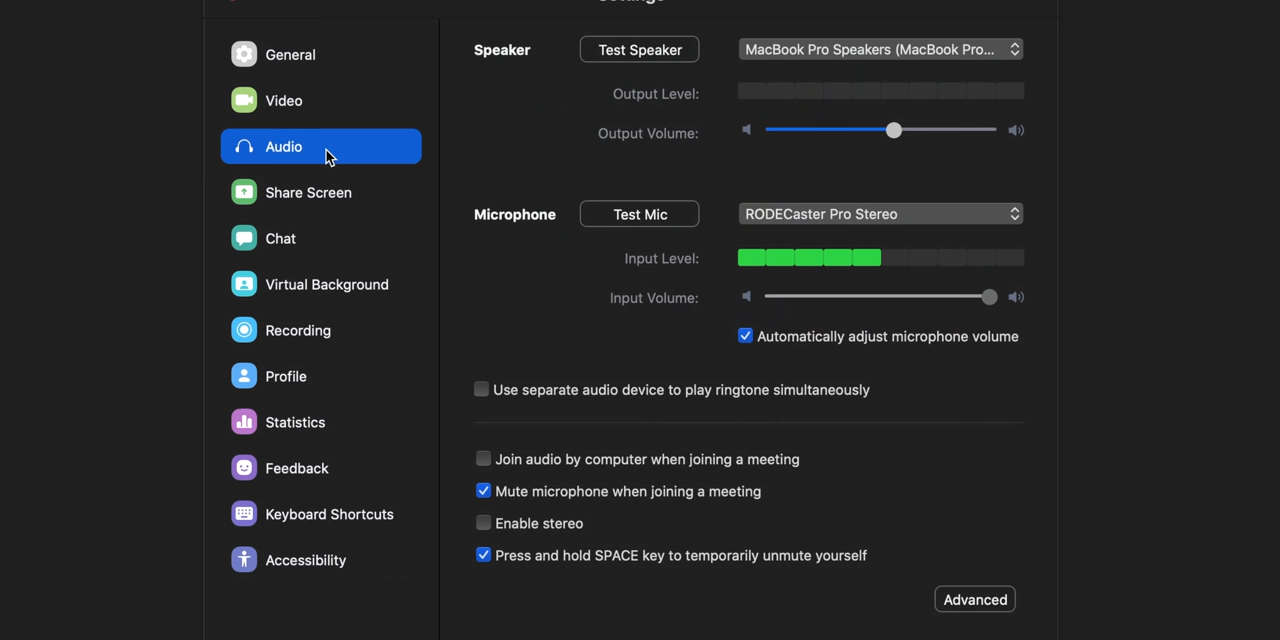 Settings
General
Video
Audio
Share Screen
Chat
Virtual Background
Recording
Profile
Statistics
Feedback
Keyboard Shortcuts
Accessibility
Speaker
Test Speaker
MacBook Pro Speakers (MacBook Pro...
Output Level:
Output Volume:
Microphone
Test Mic
RODECaster Pro Stereo
Input Level:
Input Volume:
Automatically adjust microphone volume
Use separate audio device to play ringtone simultaneously
Join audio by computer when joining a meeting
Mute microphone when joining a meeting
Enable stereo
Press and hold SPACE key to temporarily unmute yourself
Advanced